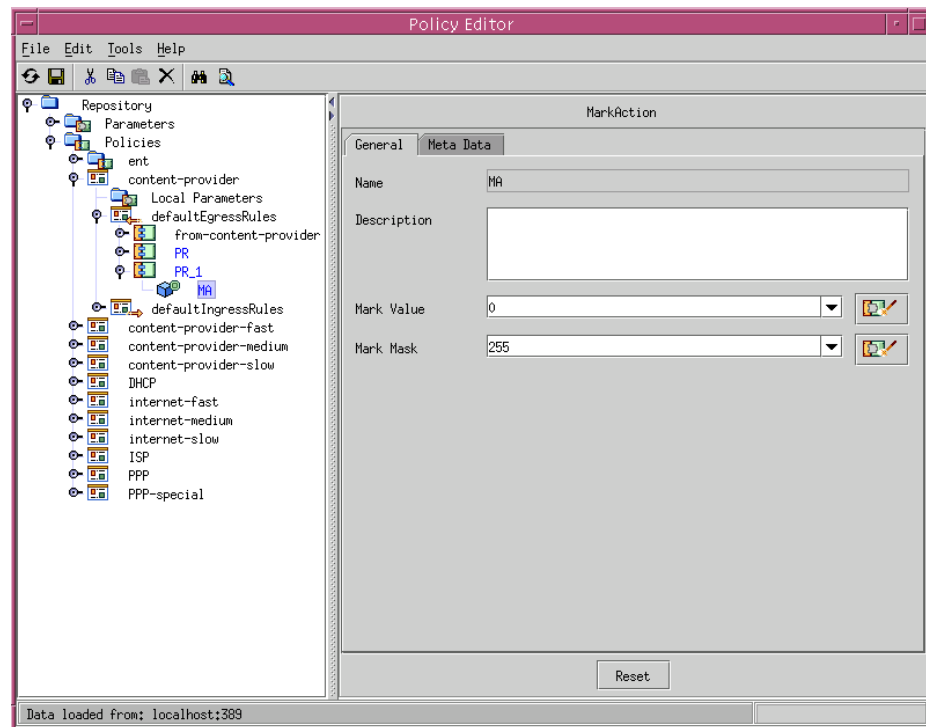 Policy Editor
File Edit Tools Help
Repository
Parameters
Policies
ent
content-provider
Local Parameters
defaultEgressRules
from-content-provider
PR
PR_1
MA
defaultIngressRules
content-provider-fast
content-provider-medium
content-provider-slow
DHCP
internet-fast
internet-medium
internet-slow
ISP
PPP
PPP-special
MarkAction
General Meta Data
Name MA
Description
Mark Value 0
Mark Mask 255
Reset
Data loaded from: localhost:389